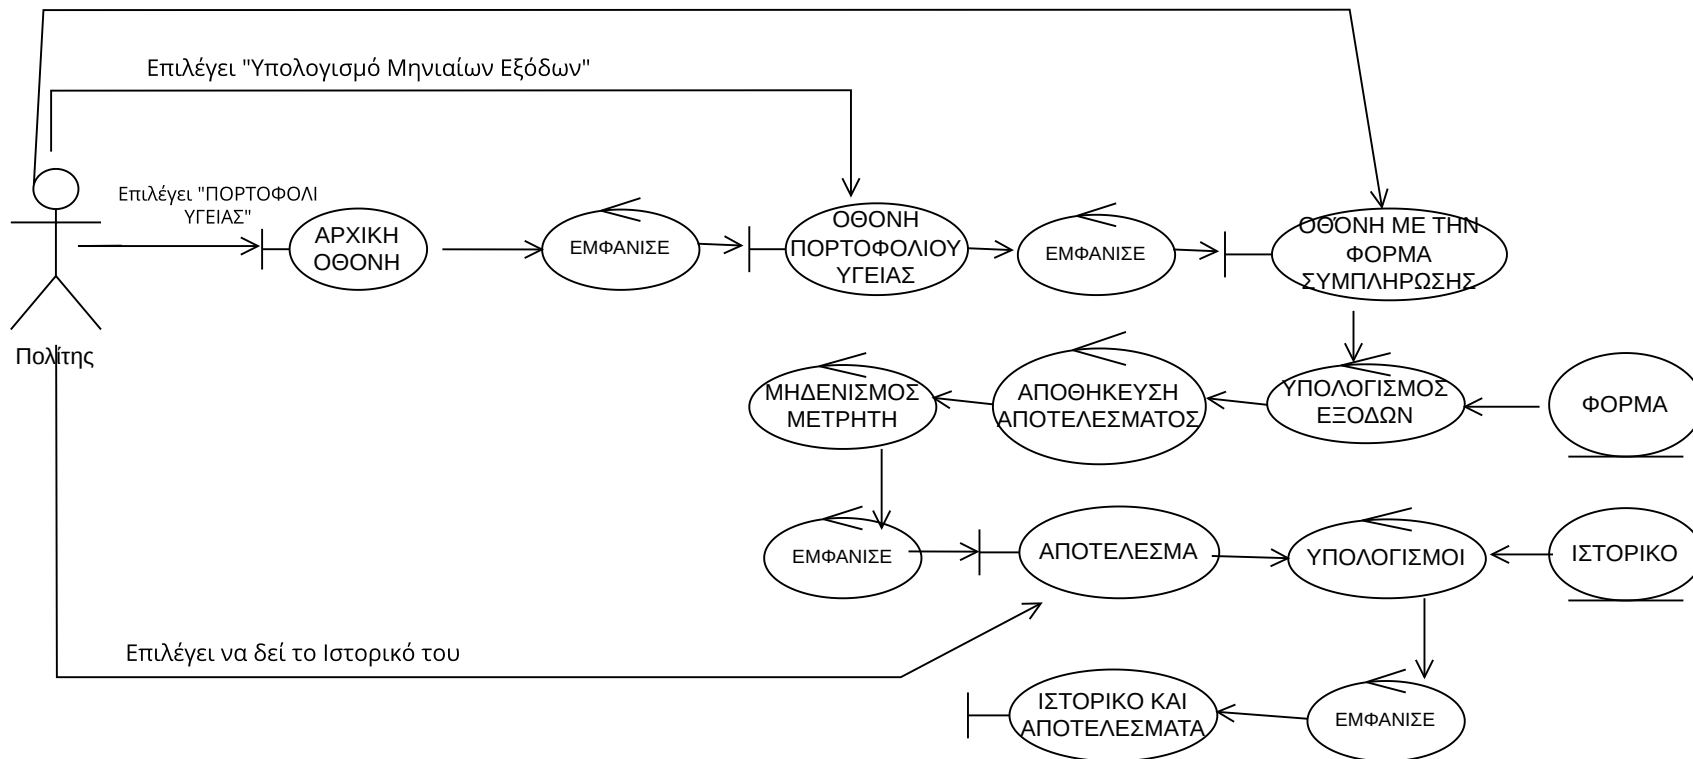 Επιλέγει "Υπολογισμό Μηνιαίων Εξόδων"
Επιλέγει "ΠΟΡΤΟΦΟΛΙ
ΥΓΕΙΑΣ"
Πολίτης
ΑΡΧΙΚΗ
ΟΘΟΝΗ
ΕΜΦΑΝΙΣΕ
ΟΘΟΝΗ
ΠΟΡΤΟΦΟΛΙΟΥ
ΥΓΕΙΑΣ
ΕΜΦΑΝΙΣΕ
ΟΘΟΝΗ ΜΕ ΤΗΝ
ΦΟΡΜΑ
ΣΥΜΠΛΗΡΩΣΗΣ
ΜΗΔΕΝΙΣΜΟΣ
ΜΕΤΡΗΤΗ
ΑΠΟΘΗΚΕΥΣΗ
ΑΠΟΤΕΛΕΣΜΑΤΟΣ
ΥΠΟΛΟΓΙΣΜΟΣ
ΕΞΟΔΩΝ
ΦΟΡΜΑ
ΕΜΦΑΝΙΣΕ
ΑΠΟΤΕΛΕΣΜΑ
ΥΠΟΛΟΓΙΣΜΟΙ
ΙΣΤΟΡΙΚΟ
Επιλέγει να δεί το Ιστορικό του
ΙΣΤΟΡΙΚΟ ΚΑΙ
ΑΠΟΤΕΛΕΣΜΑΤΑ
ΕΜΦΑΝΙΣΕ